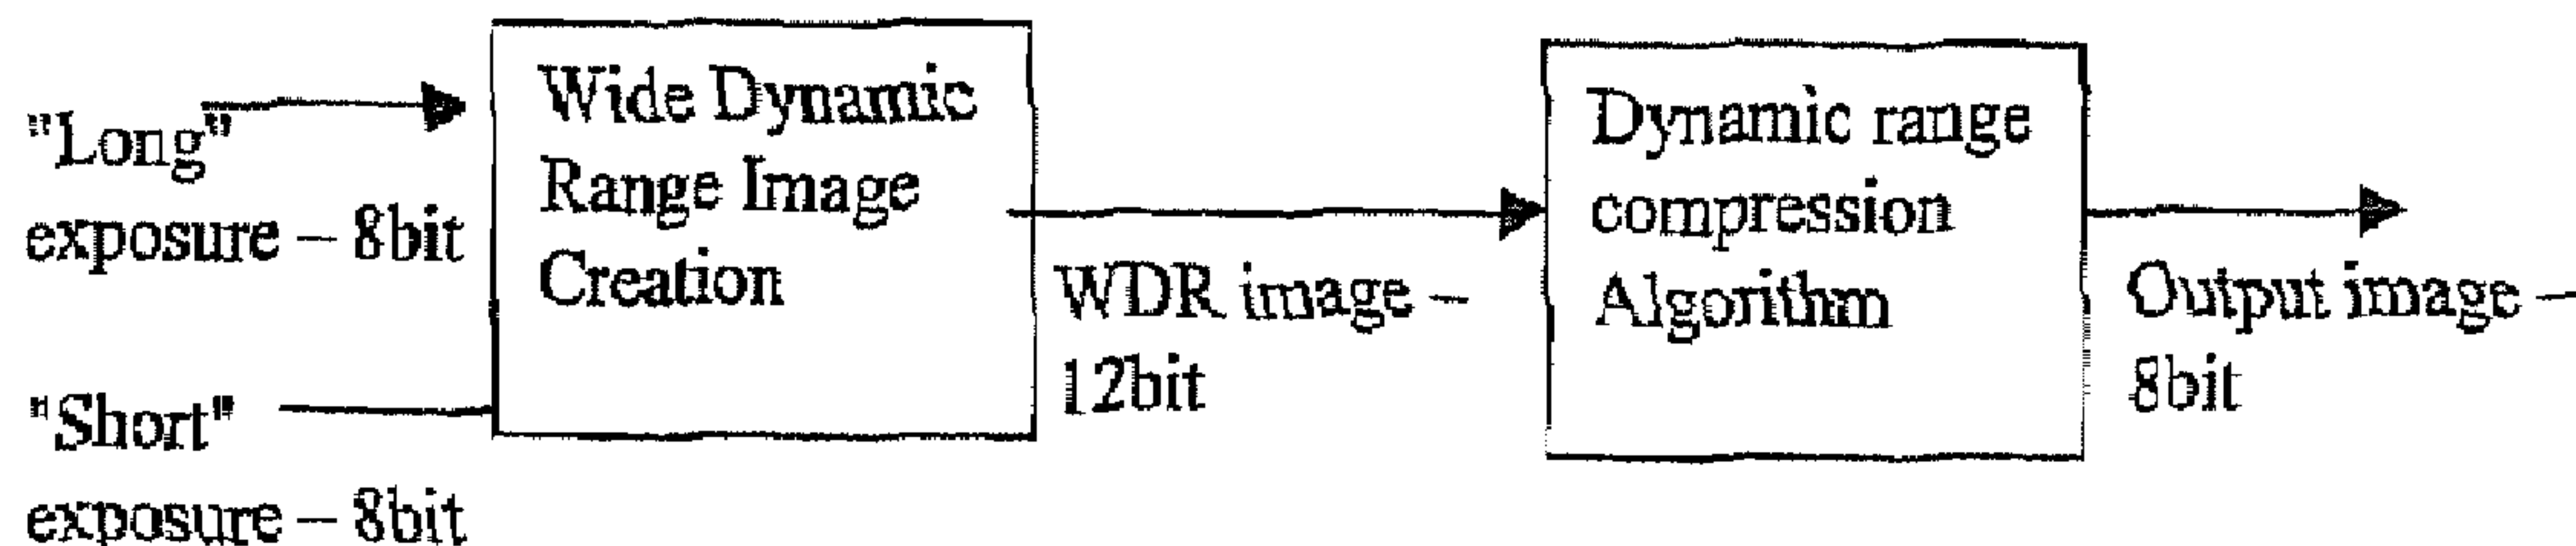 "Long"
exposure – 8bit
"Short"
exposure – 8bit
Wide Dynamic
Range Image
Creation
WDR image –
12bit
Dynamic range
compression
Algorithm
Output image –
8bit